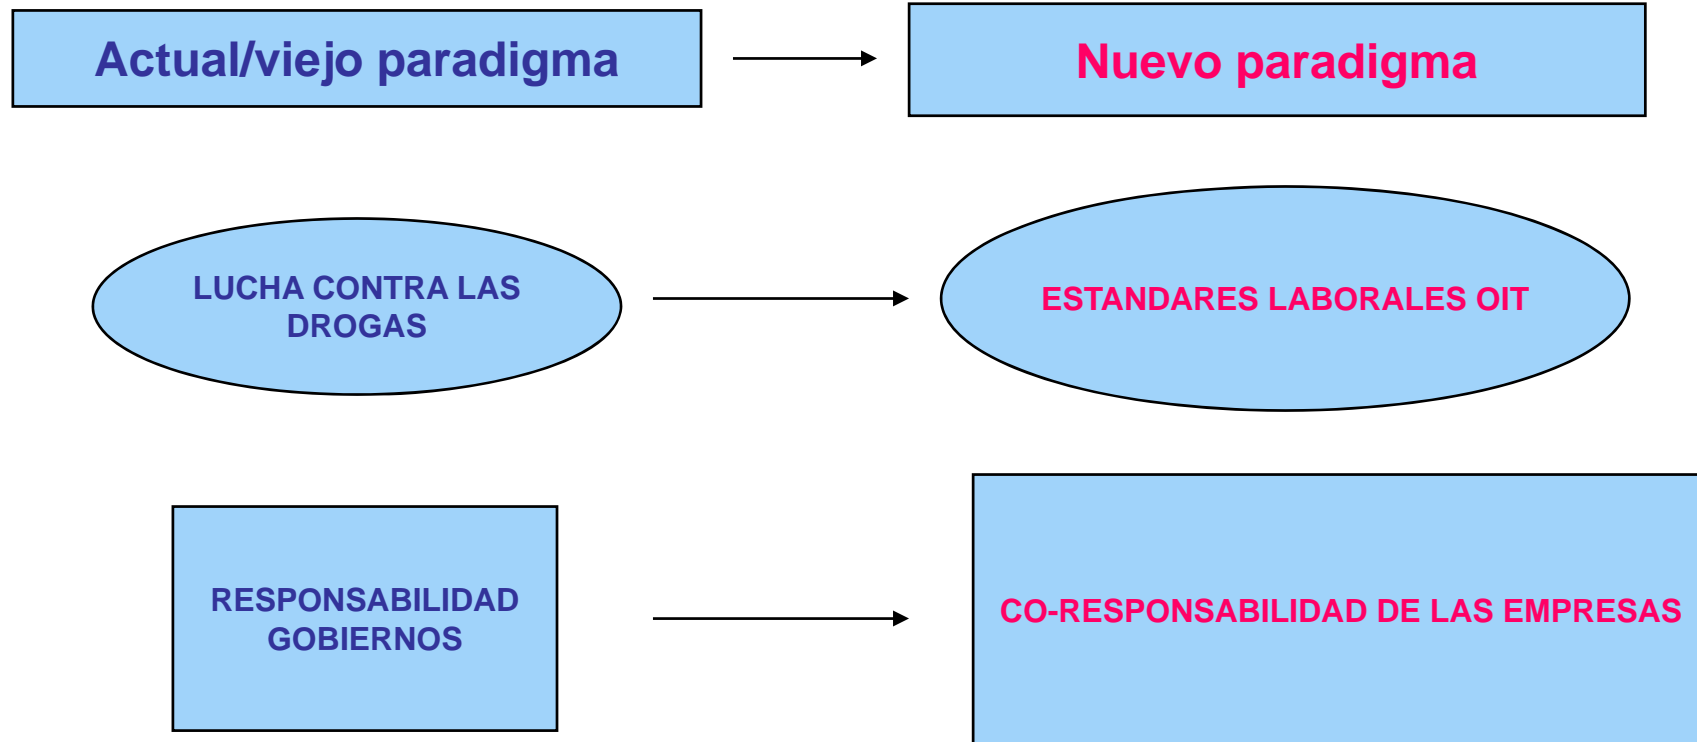 Actual/viejo paradigma
Nuevo paradigma
LUCHA CONTRA LAS
DROGAS
ESTANDARES LABORALES OIT
RESPONSABILIDAD
GOBIERNOS
CO-RESPONSABILIDAD DE LAS EMPRESAS